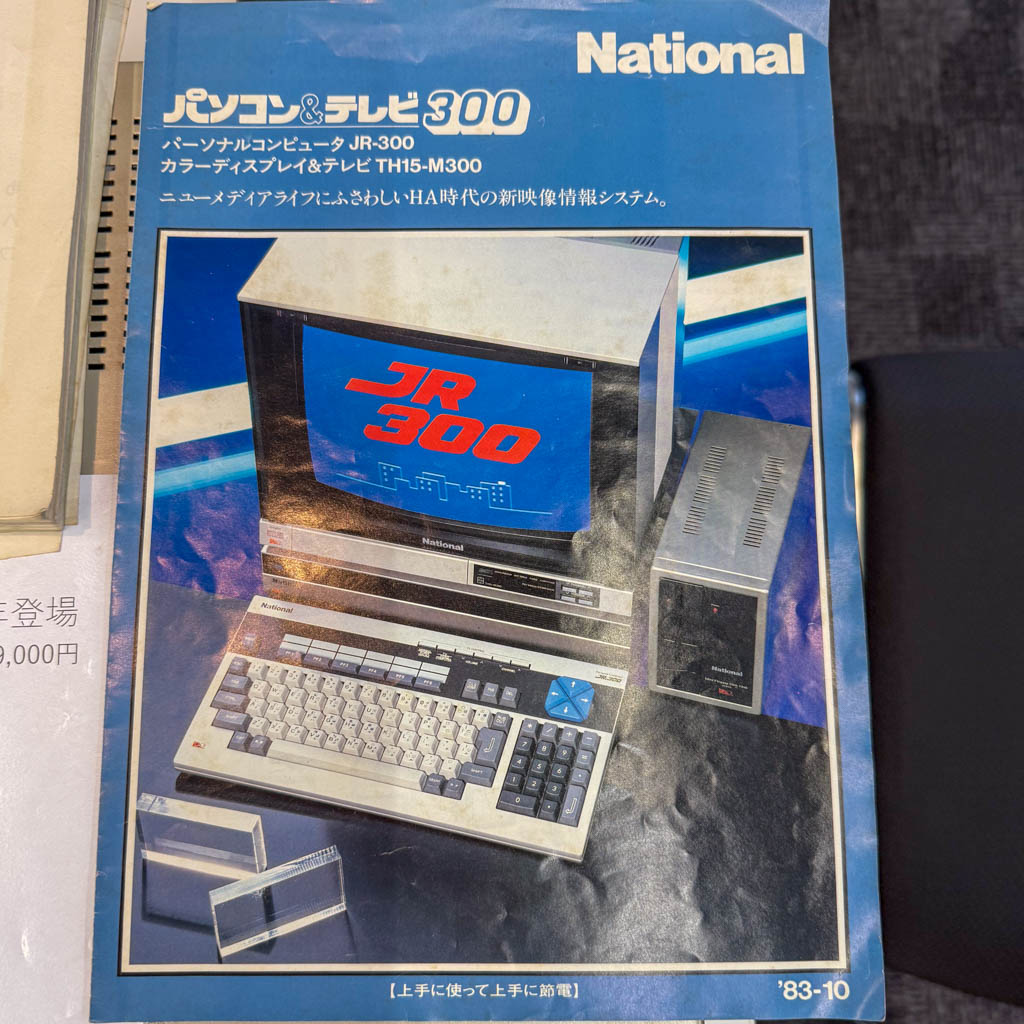 National
パソコン&テレビ300
パーソナルコンピュータ JR-300
カラーディスプレイ&テレビ TH15-M300
ニューメディアライフにふさわしいHA時代の新映像情報システム。
JR
300
National
National
National
JR-300
登場
9,000円
【上手に使って上手に節電】
'83-10